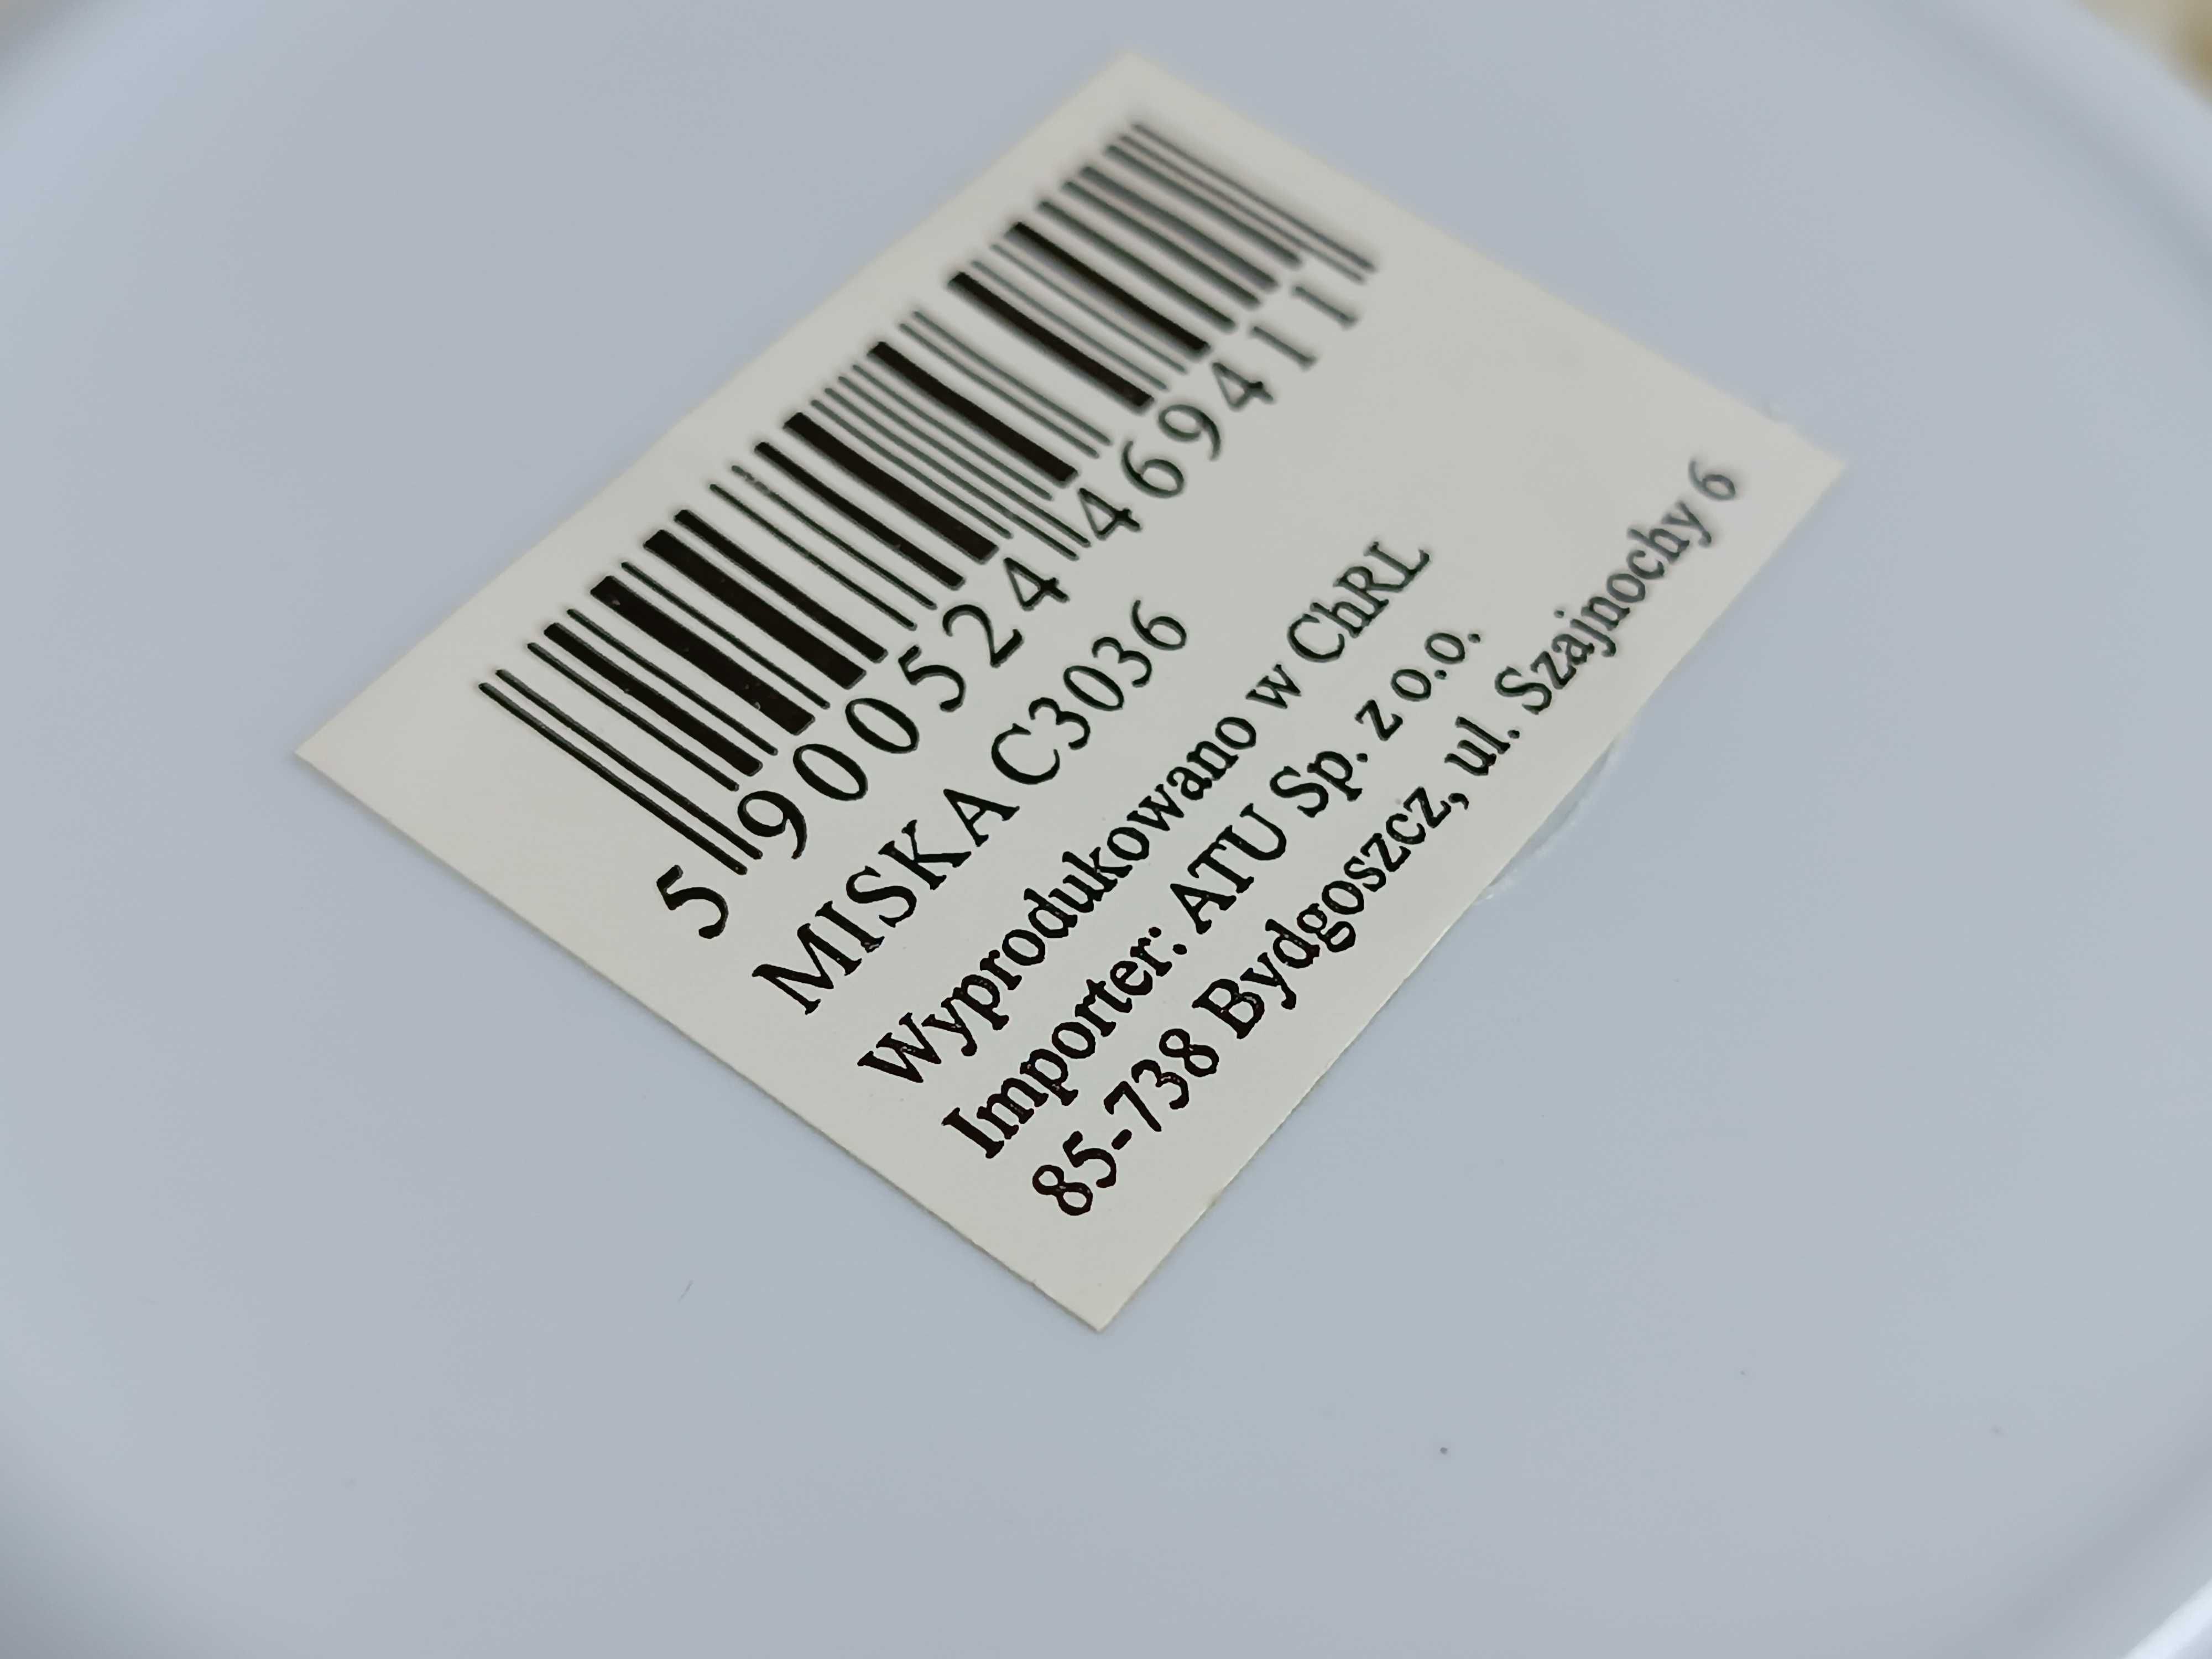 5 900524 469411
MISKA C3036
Wyprodukowano w ChRL
Importer: ATU Sp. z o.o.
85-738 Bydgoszcz, ul. Szajnochy 6